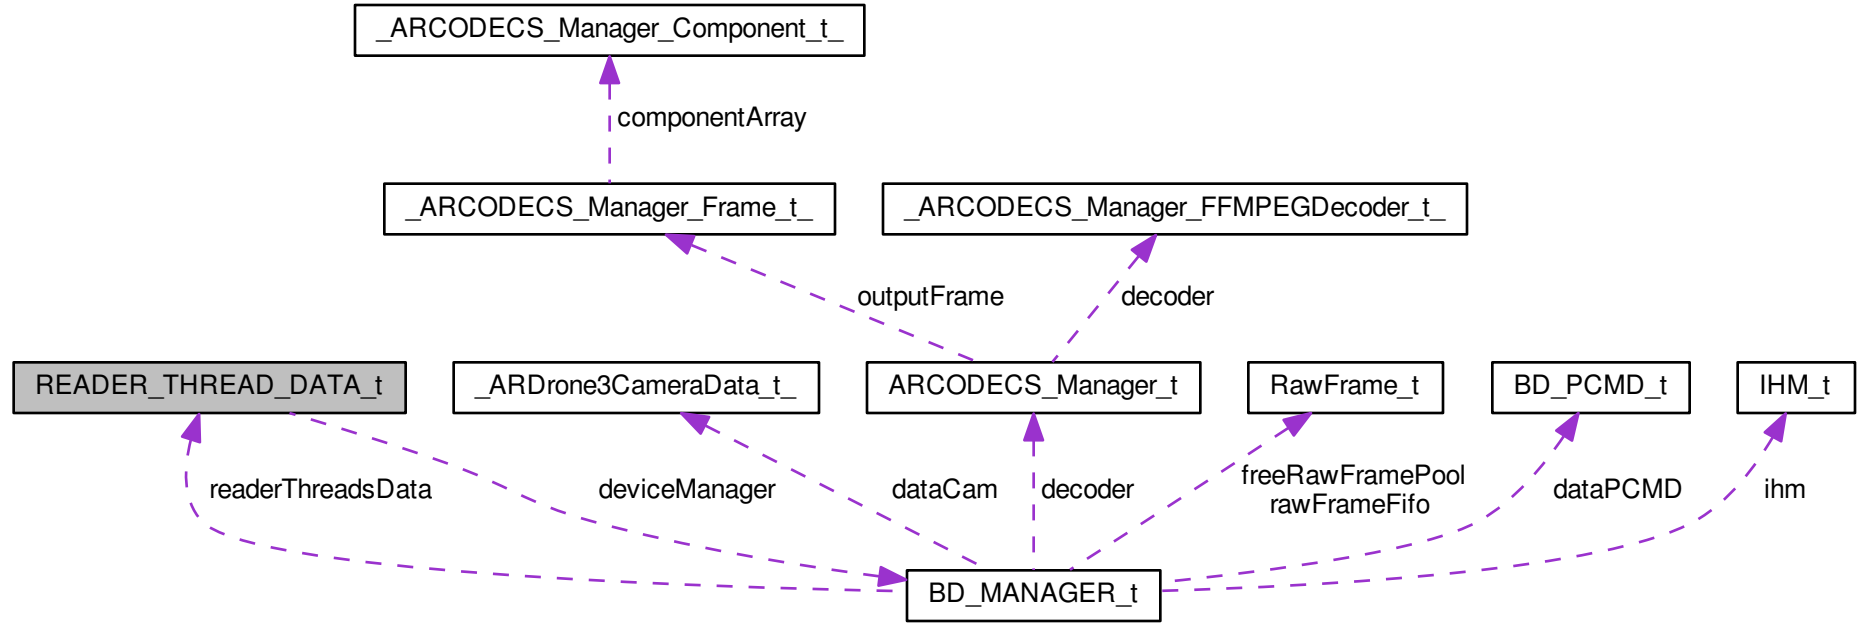 _ARCODECS_Manager_Component_t_
componentArray
_ARCODECS_Manager_Frame_t_
_ARCODECS_Manager_FFMPEGDecoder_t_
outputFrame
decoder
READER_THREAD_DATA_t
_ARDrone3CameraData_t_
ARCODECS_Manager_t
RawFrame_t
BD_PCMD_t
IHM_t
readerThreadsData
deviceManager
dataCam
decoder
freeRawFramePool
rawFrameFifo
dataPCMD
ihm
BD_MANAGER_t